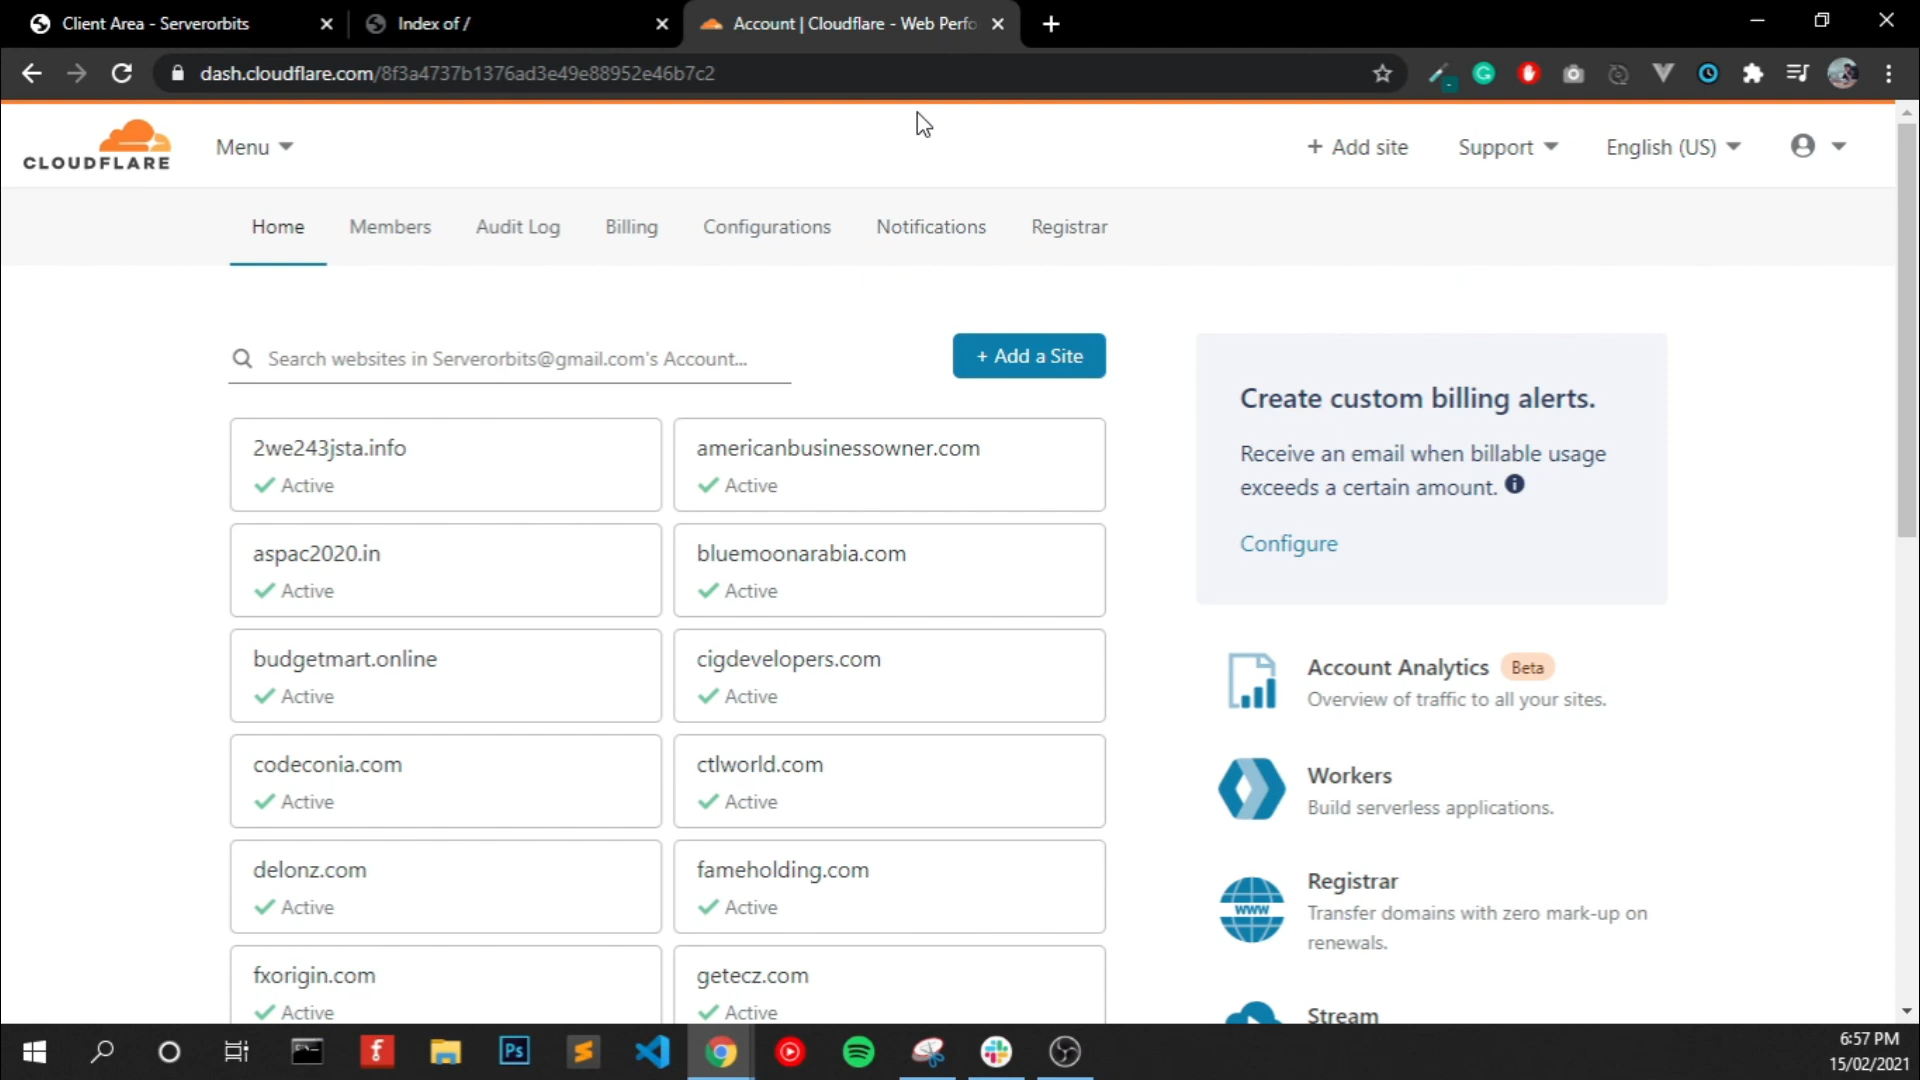 Client Area - Serverorbits
Index of /
Account | Cloudflare - Web Perfo
dash.cloudflare.com/8f3a4737b1376ad3e49e88952e46b7c2
CLOUDFLARE
Menu
+ Add site
Support
English (US)
Home
Members
Audit Log
Billing
Configurations
Notifications
Registrar
Search websites in Serverorbits@gmail.com's Account...
+ Add a Site
2we243jsta.info
Active
americanbusinessowner.com
Active
aspac2020.in
Active
bluemoonarabia.com
Active
budgetmart.online
Active
cigdevelopers.com
Active
codeconia.com
Active
ctlworld.com
Active
delonz.com
Active
fameholding.com
Active
fxorigin.com
Active
getecz.com
Active
Create custom billing alerts.
Receive an email when billable usage
exceeds a certain amount.
Configure
Account Analytics Beta
Overview of traffic to all your sites.
Workers
Build serverless applications.
www
Registrar
Transfer domains with zero mark-up on
renewals.
Stream
Ps
6:57 PM
15/02/2021